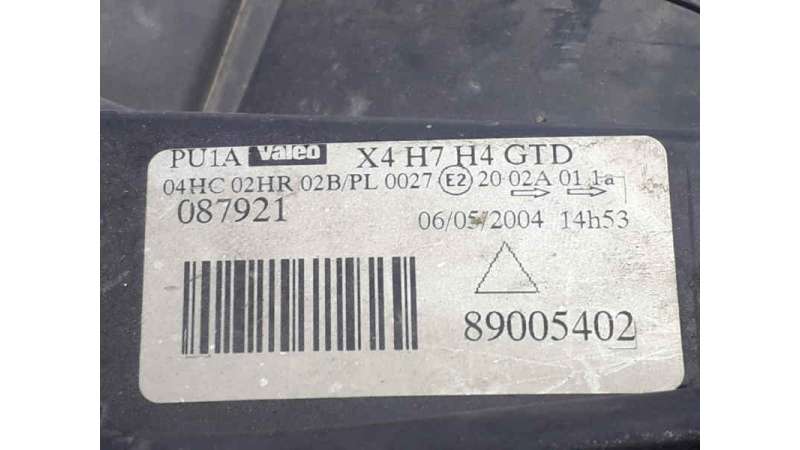 PU1A Valeo X4 H7 H4 GTD
04HC 02HR 02B/PL 0027 E2 20 02A 01 1a
087921 06/05/2004 14h53
89005402